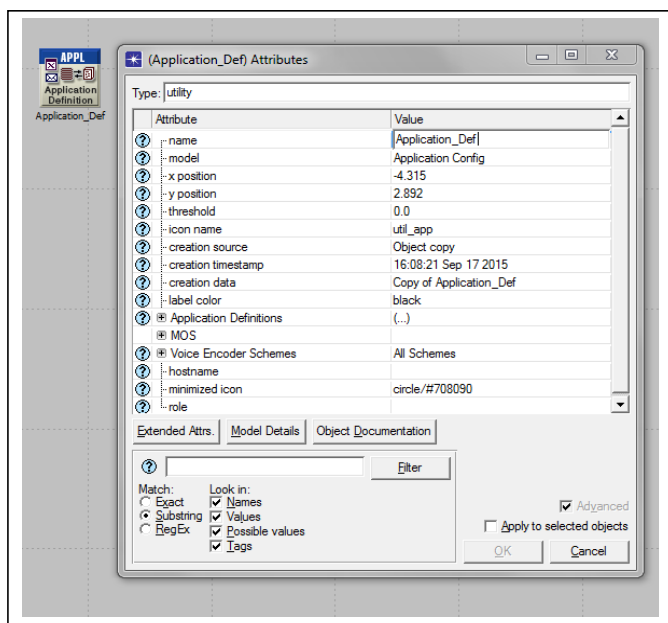 APPL
Application
Definition
Application_Def
(Application_Def) Attributes
Type: utility
Attribute Value
name Application_Def
model Application Config
x position -4.315
y position 2.892
threshold 0.0
icon name util_app
creation source Object copy
creation timestamp 16:08:21 Sep 17 2015
creation data Copy of Application_Def
label color black
Application Definitions (...)
MOS
Voice Encoder Schemes All Schemes
hostname
minimized icon circle/#708090
role
Extended Attrs. Model Details Object Documentation
Filter
Match: Look in:
Exact Names
Substring Values
RegEx Possible values
Tags
Advanced
Apply to selected objects
OK Cancel